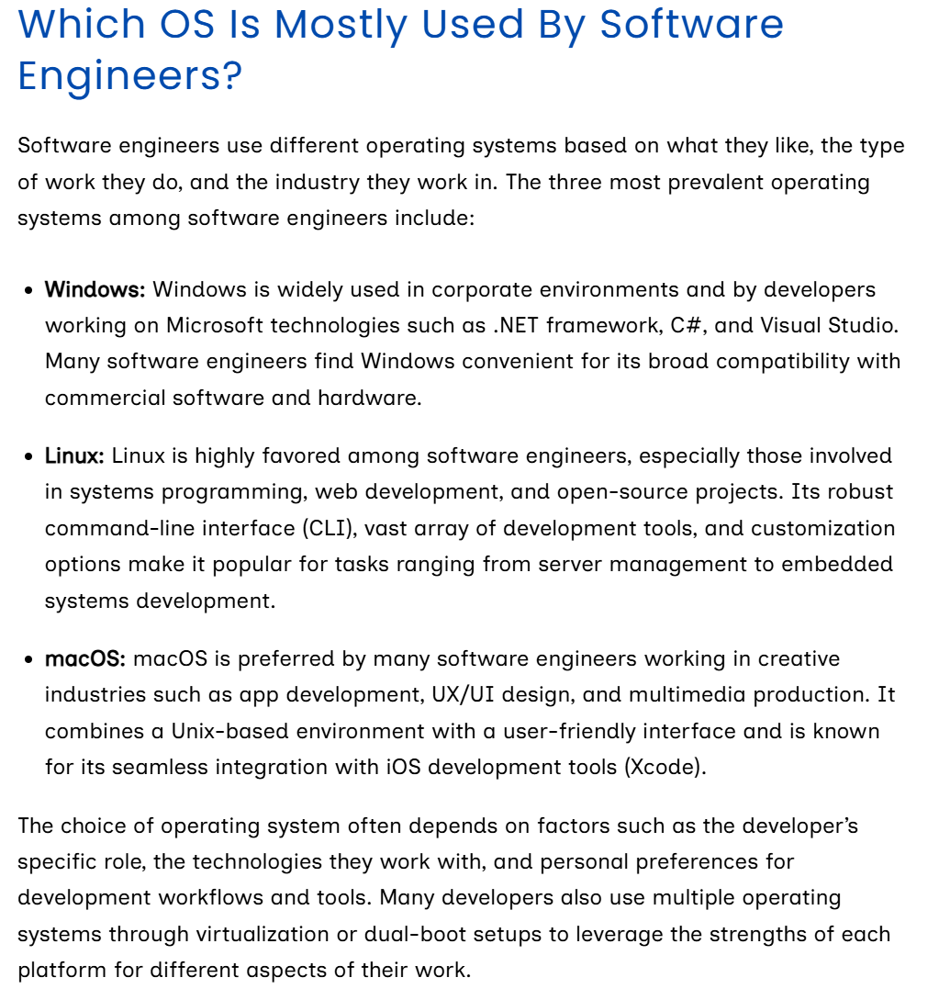 Which OS Is Mostly Used By Software
Engineers?
Software engineers use different operating systems based on what they like, the type
of work they do, and the industry they work in. The three most prevalent operating
systems among software engineers include:
• Windows: Windows is widely used in corporate environments and by developers
working on Microsoft technologies such as .NET framework, C#, and Visual Studio.
Many software engineers find Windows convenient for its broad compatibility with
commercial software and hardware.
• Linux: Linux is highly favored among software engineers, especially those involved
in systems programming, web development, and open-source projects. Its robust
command-line interface (CLI), vast array of development tools, and customization
options make it popular for tasks ranging from server management to embedded
systems development.
• macOS: macOS is preferred by many software engineers working in creative
industries such as app development, UX/UI design, and multimedia production. It
combines a Unix-based environment with a user-friendly interface and is known
for its seamless integration with iOS development tools (Xcode).
The choice of operating system often depends on factors such as the developer’s
specific role, the technologies they work with, and personal preferences for
development workflows and tools. Many developers also use multiple operating
systems through virtualization or dual-boot setups to leverage the strengths of each
platform for different aspects of their work.